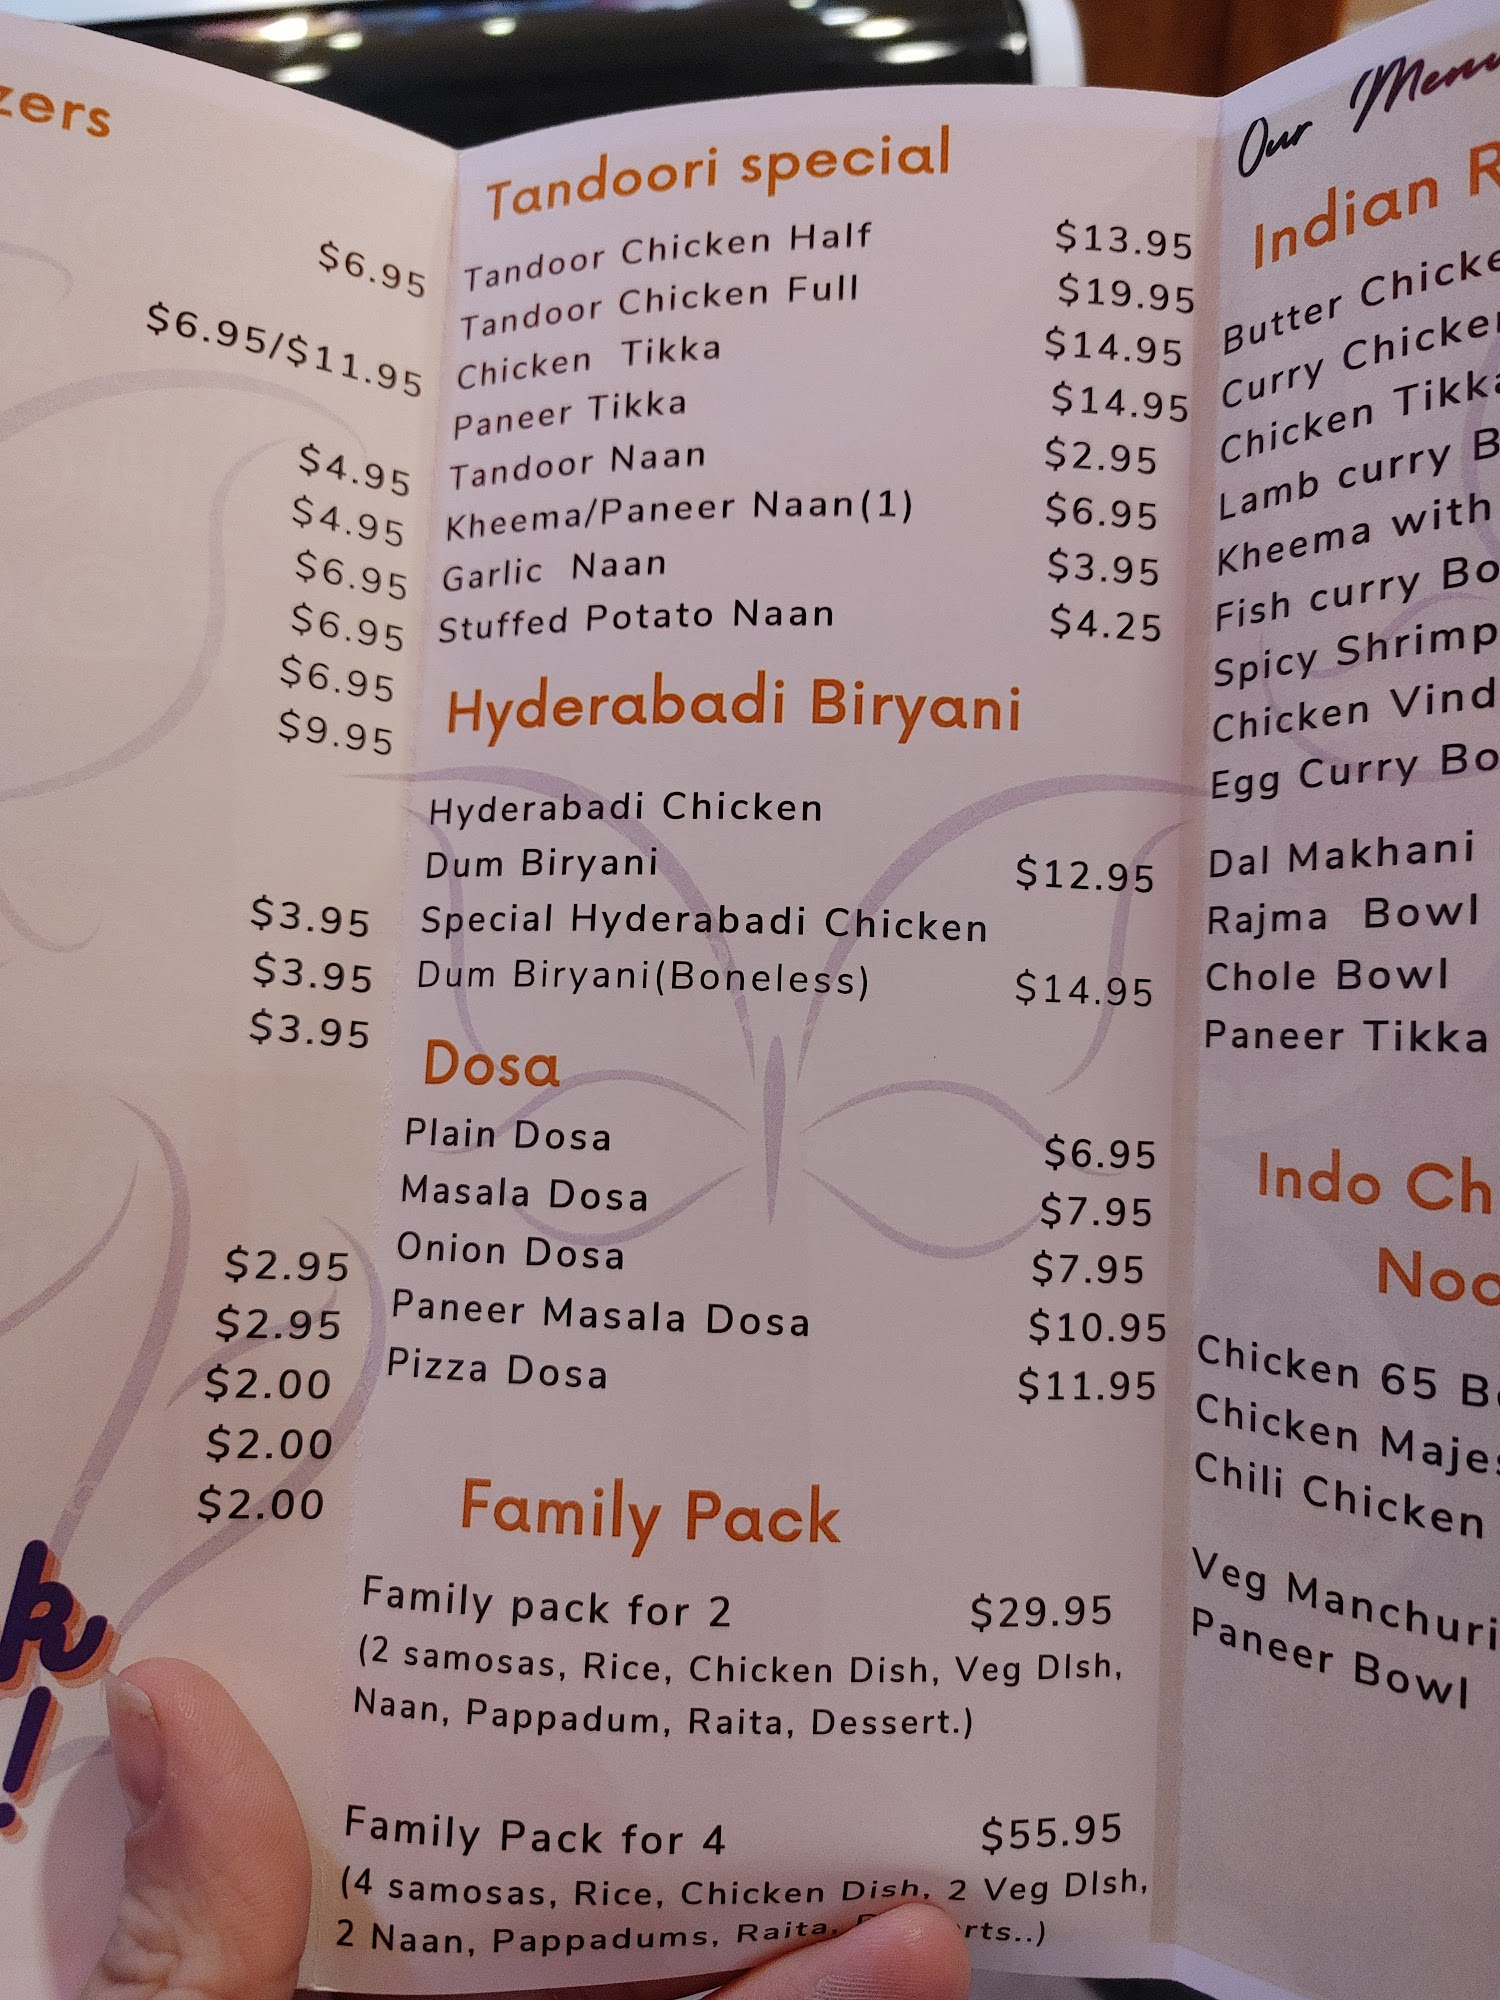 $6.95
$6.95/$11.95
$4.95
$4.95
$6.95
$6.95
$6.95
$9.95
$3.95
$3.95
$3.95
$2.95
$2.95
$2.00
$2.00
$2.00
Tandoori special
Tandoor Chicken Half $13.95
Tandoor Chicken Full $19.95
Chicken Tikka $14.95
Paneer Tikka $14.95
Tandoor Naan $2.95
Kheema/Paneer Naan(1) $6.95
Garlic Naan $3.95
Stuffed Potato Naan $4.25
Hyderabadi Biryani
Hyderabadi Chicken
Dum Biryani $12.95
Special Hyderabadi Chicken
Dum Biryani(Boneless) $14.95
Dosa
Plain Dosa $6.95
Masala Dosa $7.95
Onion Dosa $7.95
Paneer Masala Dosa $10.95
Pizza Dosa $11.95
Family Pack
Family pack for 2 $29.95
(2 samosas, Rice, Chicken Dish, Veg DIsh,
Naan, Pappadum, Raita, Dessert.)
Family Pack for 4 $55.95
(4 samosas, Rice, Chicken Dish, 2 Veg DIsh,
2 Naan, Pappadums, Raita,
Our Menu
Indian
Butter
Curry
Chicken
Lamb curry
Kheema with
Fish curry
Spicy Shrimp
Chicken
Egg Curry
Dal Makhani
Rajma Bowl
Chole Bowl
Paneer Tikka
Indo
Chicken 65
Chicken
Chili Chicken
Veg
Paneer Bowl